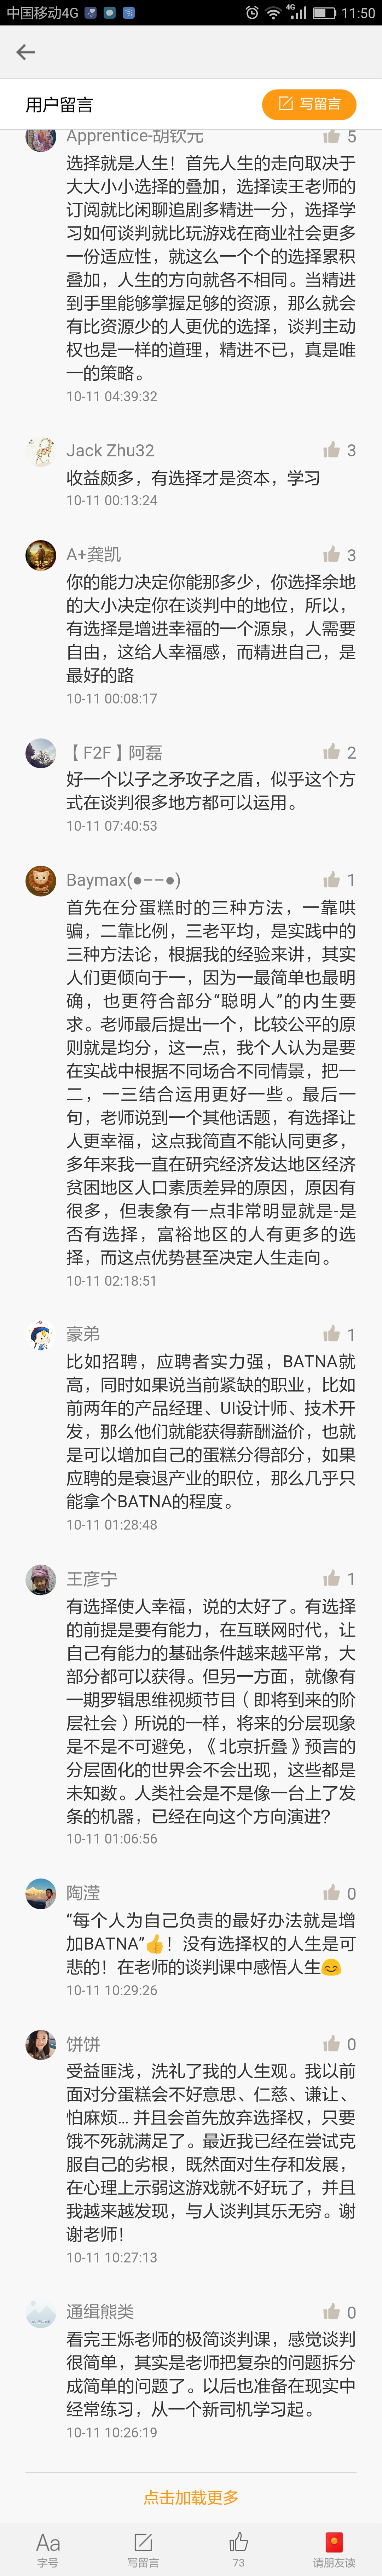 中国移动4G
4G
11:50
用户留言
写留言
Apprentice-胡钦元
5
选择就是人生！首先人生的走向取决于
大大小小选择的叠加，选择读王老师的
订阅就比闲聊追剧多精进一分，选择学
习如何谈判就比玩游戏在商业社会更多
一份适应性，就这么一个个的选择累积
叠加，人生的方向就各不相同。当精进
到手里能够掌握足够的资源，那么就会
有比资源少的人更优的选择，谈判主动
权也是一样的道理，精进不已，真是唯
一的策略。
10-11 04:39:32
Jack Zhu32
3
收益颇多，有选择才是资本，学习
10-11 00:13:24
A+龚凯
3
你的能力决定你能那多少，你选择余地
的大小决定你在谈判中的地位，所以，
有选择是增进幸福的一个源泉，人需要
自由，这给人幸福感，而精进自己，是
最好的路
10-11 00:08:17
【F2F】阿磊
2
好一个以子之矛攻子之盾，似乎这个方
式在谈判很多地方都可以运用。
10-11 07:40:53
Baymax(●––●)
1
首先在分蛋糕时的三种方法，一靠哄
骗，二靠比例，三老平均，是实践中的
三种方法论，根据我的经验来讲，其实
人们更倾向于一，因为一最简单也最明
确，也更符合部分“聪明人”的内生要
求。老师最后提出一个，比较公平的原
则就是均分，这一点，我个人认为是要
在实战中根据不同场合不同情景，把一
二，一三结合运用更好一些。最后一
句，老师说到一个其他话题，有选择让
人更幸福，这点我简直不能认同更多，
多年来我一直在研究经济发达地区经济
贫困地区人口素质差异的原因，原因有
很多，但表象有一点非常明显就是-是
否有选择，富裕地区的人有更多的选
择，而这点优势甚至决定人生走向。
10-11 02:18:51
豪弟
1
比如招聘，应聘者实力强，BATNA就
高，同时如果说当前紧缺的职业，比如
前两年的产品经理、UI设计师、技术开
发，那么他们就能获得薪酬溢价，也就
是可以增加自己的蛋糕分得部分，如果
应聘的是衰退产业的职位，那么几乎只
能拿个BATNA的程度。
10-11 01:28:48
王彦宁
1
有选择使人幸福，说的太好了。有选择
的前提是要有能力，在互联网时代，让
自己有能力的基础条件越来越平常，大
部分都可以获得。但另一方面，就像有
一期罗辑思维视频节目（即将到来的阶
层社会）所说的一样，将来的分层现象
是不是不可避免，《北京折叠》预言的
分层固化的世界会不会出现，这些都是
未知数。人类社会是不是像一台上了发
条的机器，已经在向这个方向演进？
10-11 01:06:56
陶滢
0
“每个人为自己负责的最好办法就是增
加BATNA”👍！没有选择权的人生是可
悲的！在老师的谈判课中感悟人生😊
10-11 10:29:26
饼饼
0
受益匪浅，洗礼了我的人生观。我以前
面对分蛋糕会不好意思、仁慈、谦让、
怕麻烦... 并且会首先放弃选择权，只要
饿不死就满足了。最近我已经在尝试克
服自己的劣根，既然面对生存和发展，
在心理上示弱这游戏就不好玩了，并且
我越来越发现，与人谈判其乐无穷。谢
谢老师！
10-11 10:27:13
通缉熊类
0
看完王烁老师的极简谈判课，感觉谈判
很简单，其实是老师把复杂的问题拆分
成简单的问题了。以后也准备在现实中
经常练习，从一个新司机学习起。
10-11 10:26:19
点击加载更多
Aa
字号
写留言
73
请朋友读